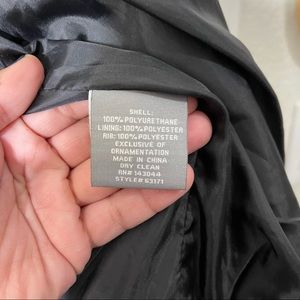 SHELL:
100% POLYURETHANE
LINING: 100% POLYESTER
RIB: 100% POLYESTER
EXCLUSIVE OF
ORNAMENTATION
MADE IN CHINA
DRY CLEAN
RN# 143044
STYLE# 63171